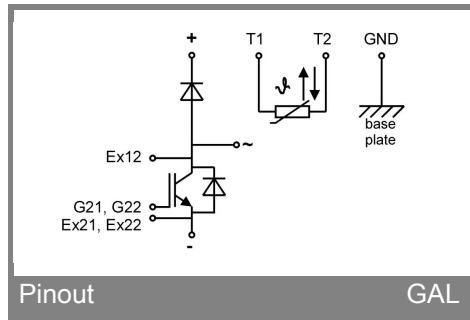 + T1 T2 GND
ϑ
base
plate
~
Ex12
G21, G22
Ex21, Ex22
-
Pinout GAL